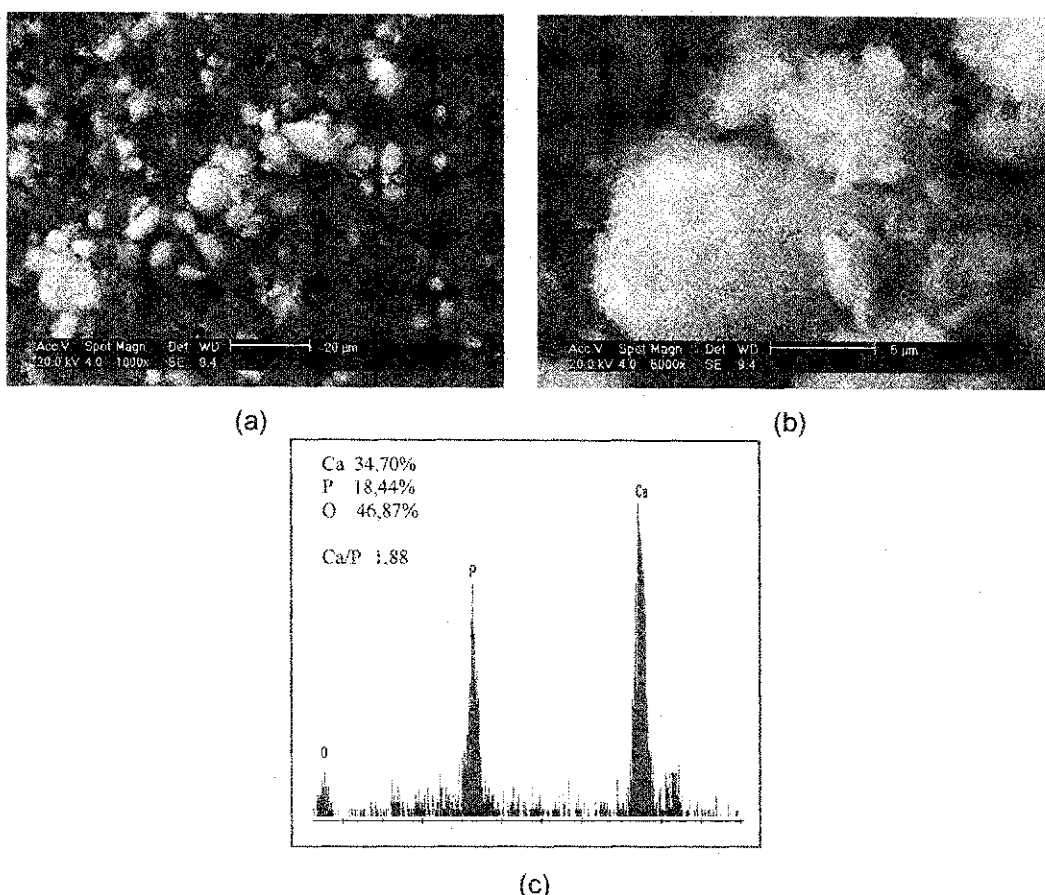 Acc.V Spot Magn Det WD 20 µm
20.0 kV 4.0 1000x SE 9.4
(a)
Acc.V Spot Magn Det WD 5 µm
20.0 kV 4.0 6000x SE 9.4
(b)
Ca 34,70%
P 18,44%
O 46,87%
Ca/P 1,88
O
P
Ca
(c)